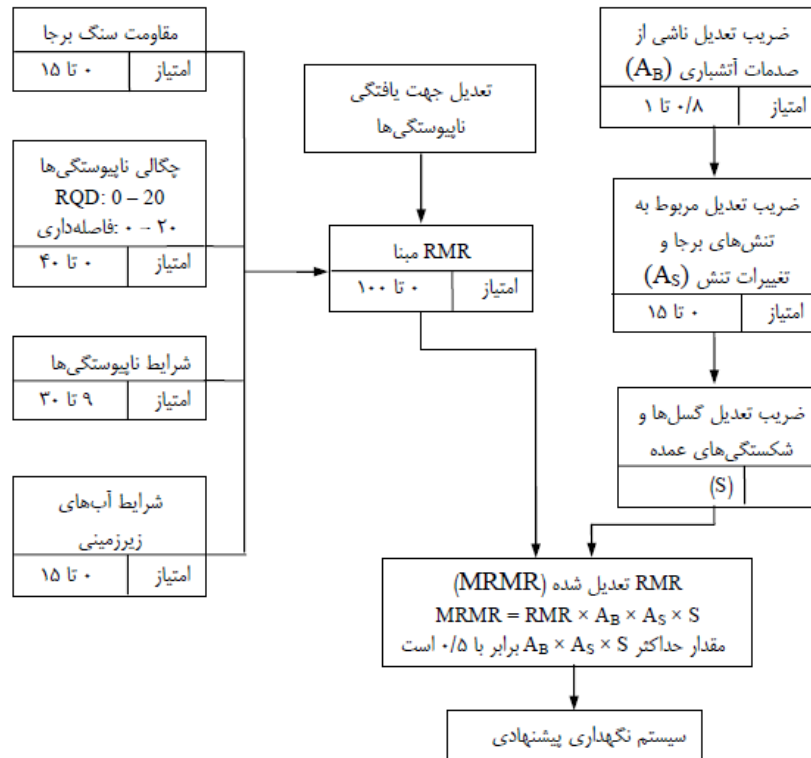 مقاومت سنگ برجا
امتیاز ۰ تا ۱۵
چگالی ناپیوستگی‌ها
RQD: 0 – 20
فاصله‌داری: ۰ – ۲۰
امتیاز ۰ تا ۴۰
شرایط ناپیوستگی‌ها
امتیاز ۹ تا ۳۰
شرایط آب‌های
زیرزمینی
امتیاز ۰ تا ۱۵
تعدیل جهت یافتگی
ناپیوستگی‌ها
RMR مبنا
امتیاز ۰ تا ۱۰۰
ضریب تعدیل ناشی از
صدمات آتشباری (AB)
امتیاز ۰/۸ تا ۱
ضریب تعدیل مربوط به
تنش‌های برجا و
تغییرات تنش (AS)
امتیاز ۰ تا ۱۵
ضریب تعدیل گسل‌ها و
شکستگی‌های عمده
(S)
RMR تعدیل شده (MRMR)
MRMR = RMR × AB × AS × S
مقدار حداکثر AB × AS × S برابر با ۰/۵ است
سیستم نگهداری پیشنهادی